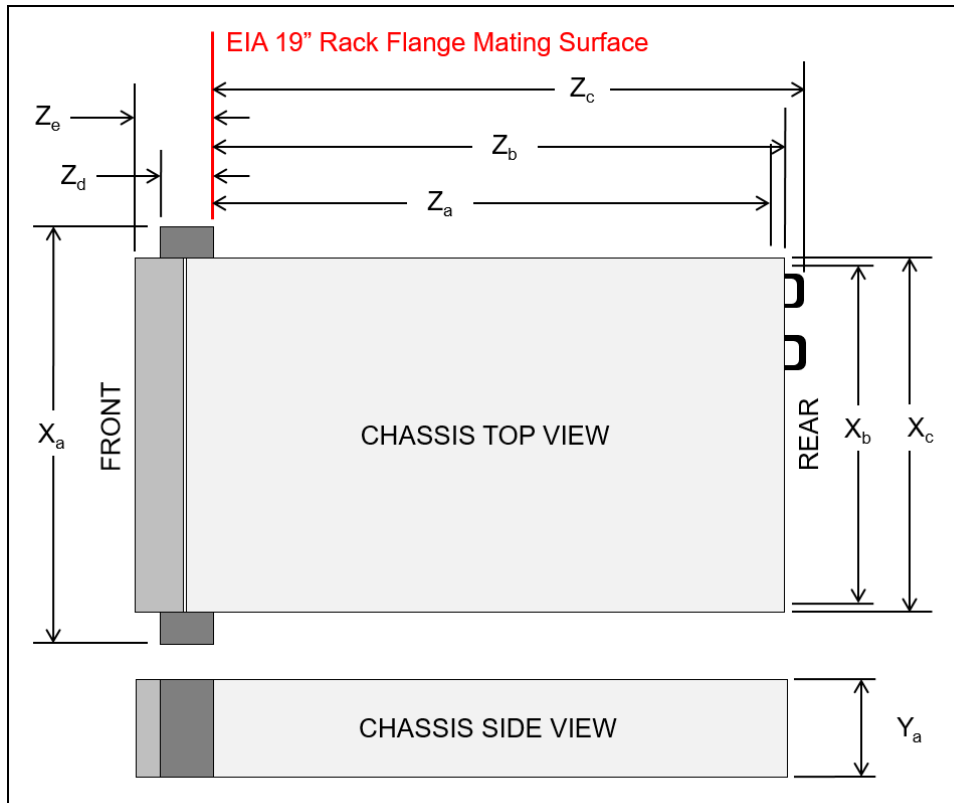 EIA 19” Rack Flange Mating Surface
Zc
Ze
Zb
Zd
Za
FRONT
Xa
CHASSIS TOP VIEW
REAR
Xb
Xc
CHASSIS SIDE VIEW
Ya